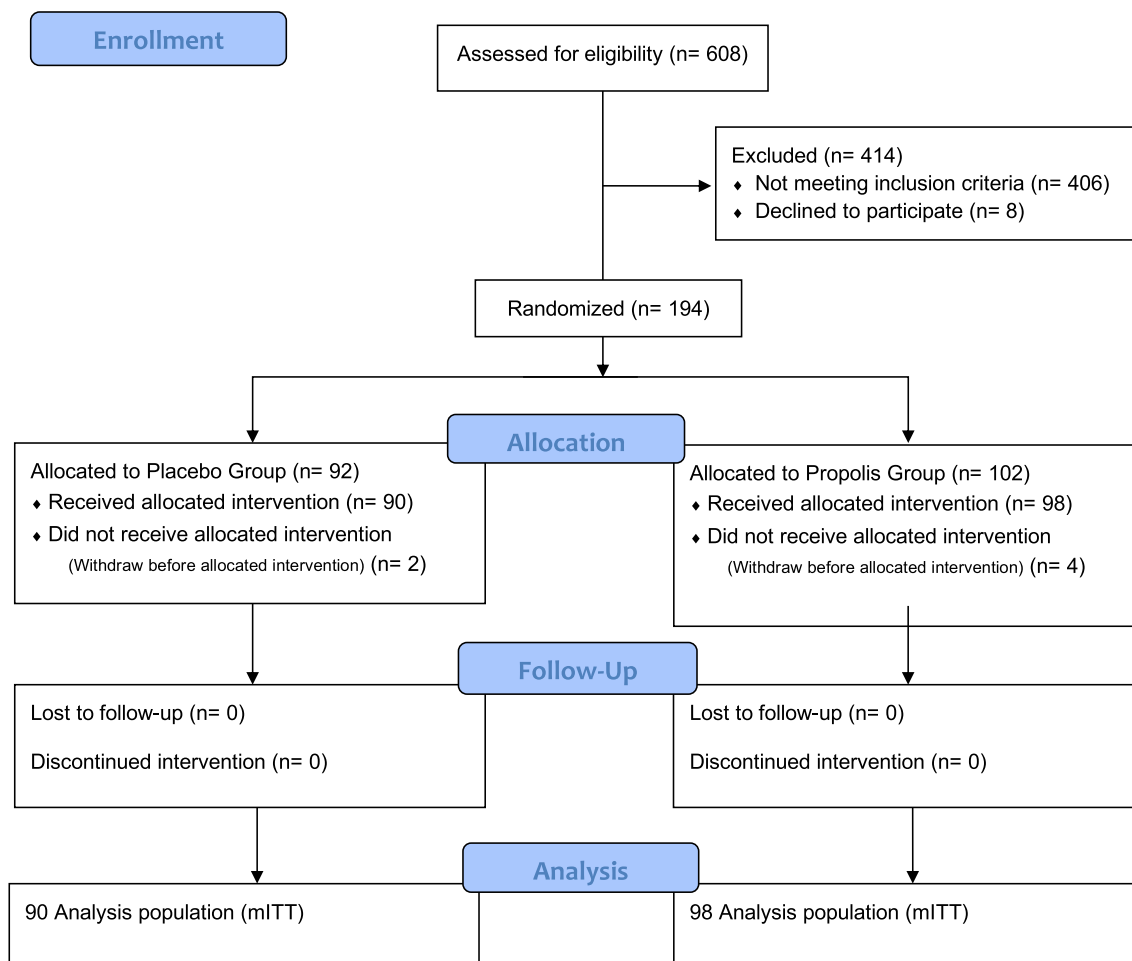 Enrollment
Assessed for eligibility (n= 608)
Excluded (n= 414)
♦ Not meeting inclusion criteria (n= 406)
♦ Declined to participate (n= 8)
Randomized (n= 194)
Allocation
Allocated to Placebo Group (n= 92)
♦ Received allocated intervention (n= 90)
♦ Did not receive allocated intervention
(Withdraw before allocated intervention) (n= 2)
Allocated to Propolis Group (n= 102)
♦ Received allocated intervention (n= 98)
♦ Did not receive allocated intervention
(Withdraw before allocated intervention) (n= 4)
Follow-Up
Lost to follow-up (n= 0)
Discontinued intervention (n= 0)
Lost to follow-up (n= 0)
Discontinued intervention (n= 0)
Analysis
90 Analysis population (mITT)
98 Analysis population (mITT)